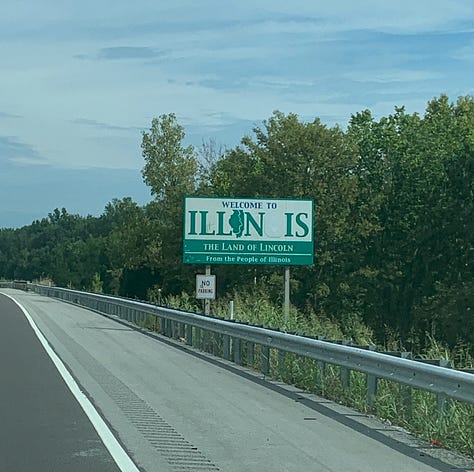 WELCOME TO
ILLINOIS
THE LAND OF LINCOLN
From the People of Illinois
NO
PARKING